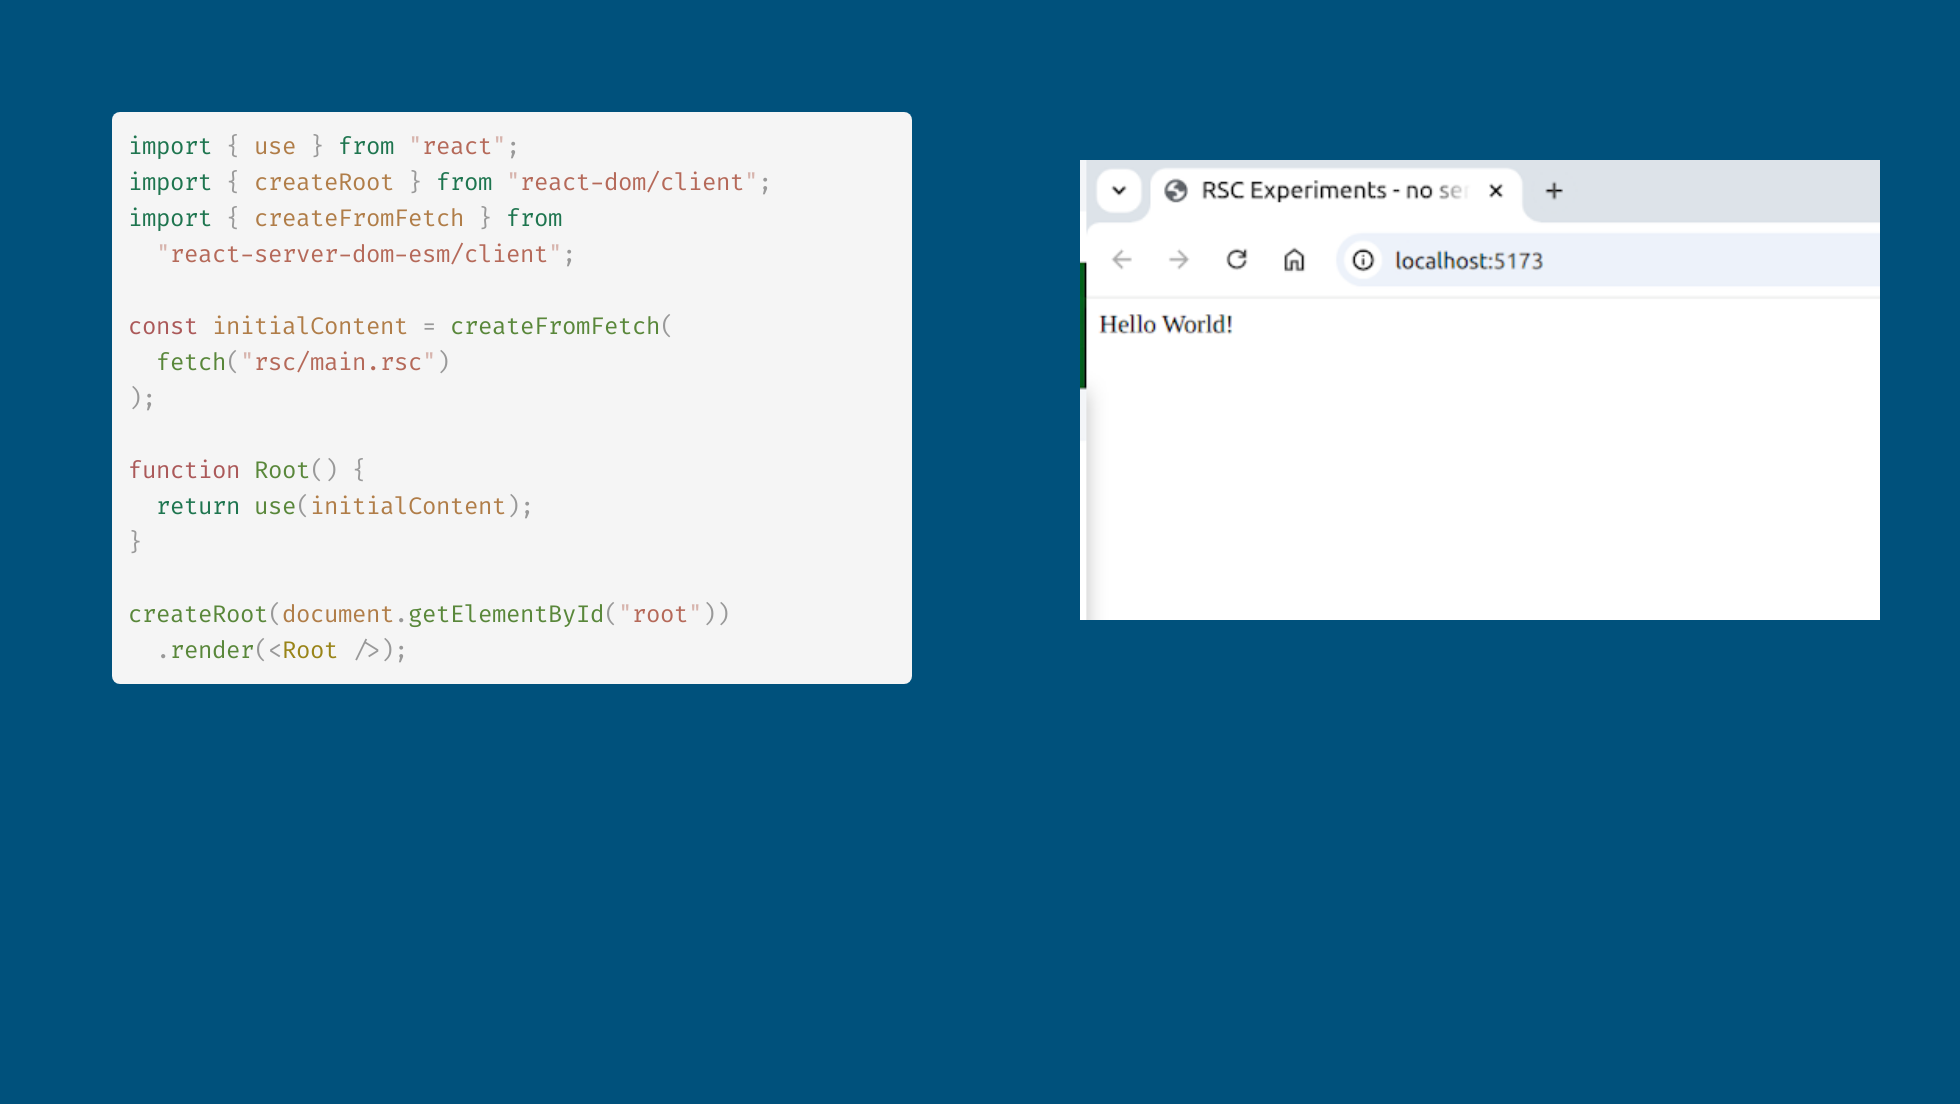 import { use } from "react";
import { createRoot } from "react-dom/client";
import { createFromFetch } from
  "react-server-dom-esm/client";

const initialContent = createFromFetch(
  fetch("rsc/main.rsc")
);

function Root() {
  return use(initialContent);
}

createRoot(document.getElementById("root"))
  .render(<Root />);
RSC Experiments - no ser
localhost:5173
Hello World!